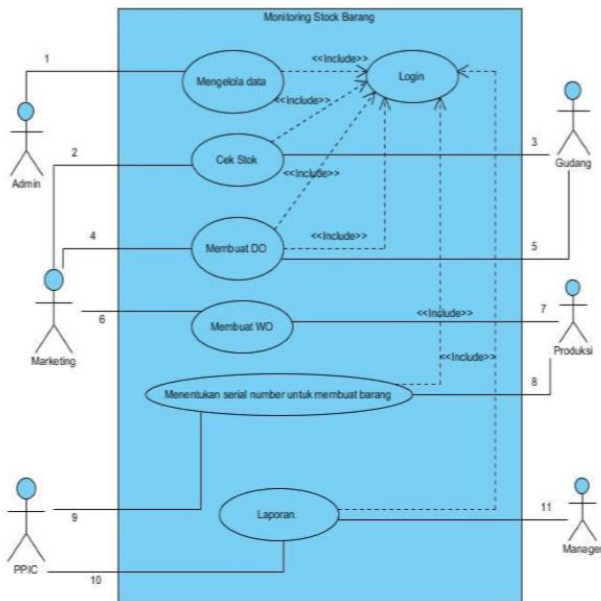 Monitoring Stock Barang
1
<<Include>>
Mengelola data
Login
<<Include>>
Admin
2
Cek Stok
3
Gudang
<<Include>>
4
Membuat DO
<<Include>>
5
Marketing
6
Membuat WO
<<Include>>
7
Produksi
<<Include>>
Menentukan serial number untuk membuat barang
8
PPIC
9
Laporan.
11
Manager
10